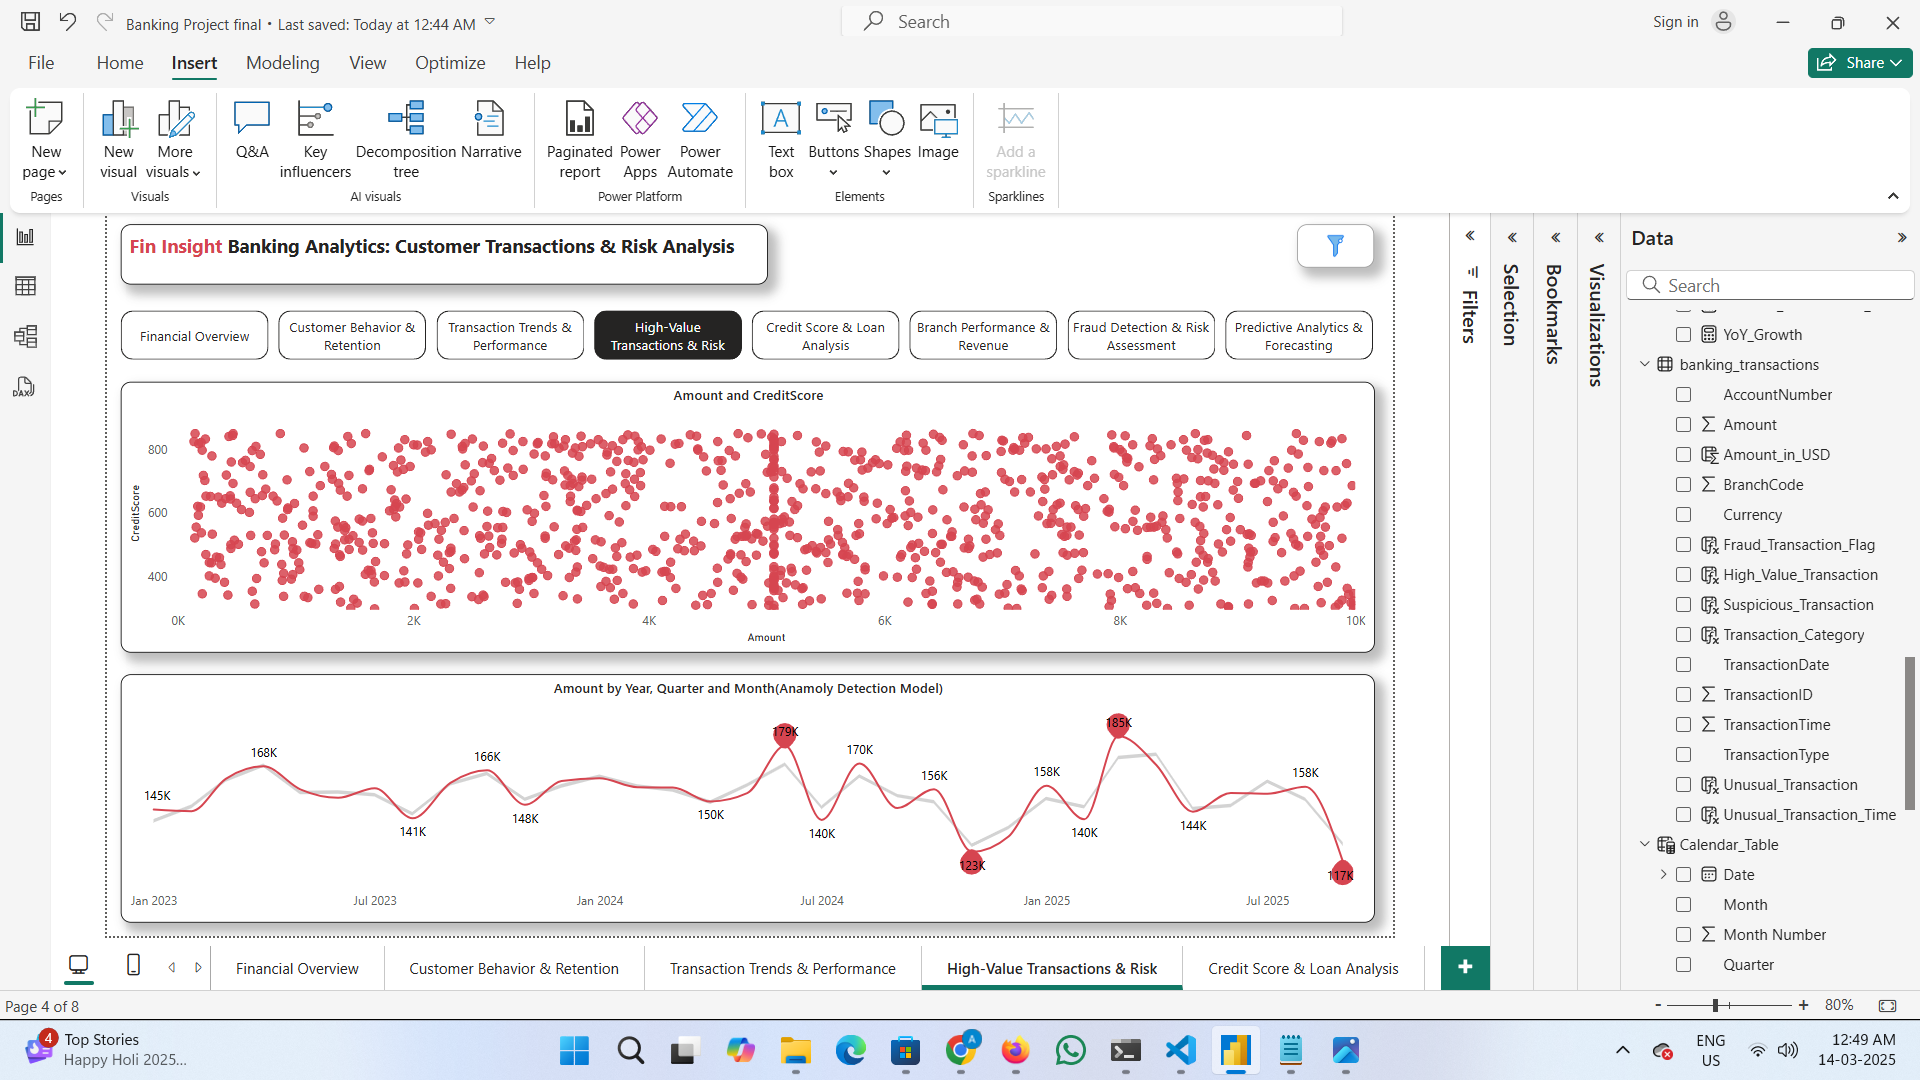 Banking Project final • Last saved: Today at 12:44 AM
Search
Sign in
File
Home
Insert
Modeling
View
Optimize
Help
Share
New page
New visual
More visuals
Q&A
Key influencers
Decomposition tree
Narrative
Paginated report
Power Apps
Power Automate
Text box
Buttons
Shapes
Image
Add a sparkline
Pages
Visuals
AI visuals
Power Platform
Elements
Sparklines
Fin Insight Banking Analytics: Customer Transactions & Risk Analysis
Financial Overview
Customer Behavior & Retention
Transaction Trends & Performance
High-Value Transactions & Risk
Credit Score & Loan Analysis
Branch Performance & Revenue
Fraud Detection & Risk Assessment
Predictive Analytics & Forecasting
Amount and CreditScore
CreditScore
800
600
400
0K
2K
4K
6K
8K
10K
Amount
Amount by Year, Quarter and Month(Anamoly Detection Model)
145K
168K
141K
166K
148K
150K
179K
140K
170K
156K
123K
158K
140K
185K
144K
158K
117K
Jan 2023
Jul 2023
Jan 2024
Jul 2024
Jan 2025
Jul 2025
Filters
Selection
Bookmarks
Visualizations
Data
Search
YoY_Growth
banking_transactions
AccountNumber
Amount
Amount_in_USD
BranchCode
Currency
Fraud_Transaction_Flag
High_Value_Transaction
Suspicious_Transaction
Transaction_Category
TransactionDate
TransactionID
TransactionTime
TransactionType
Unusual_Transaction
Unusual_Transaction_Time
Calendar_Table
Date
Month
Month Number
Quarter
Financial Overview
Customer Behavior & Retention
Transaction Trends & Performance
High-Value Transactions & Risk
Credit Score & Loan Analysis
+
Page 4 of 8
- + 80%
4
Top Stories
Happy Holi 2025...
A
ENG
US
12:49 AM
14-03-2025
DAX